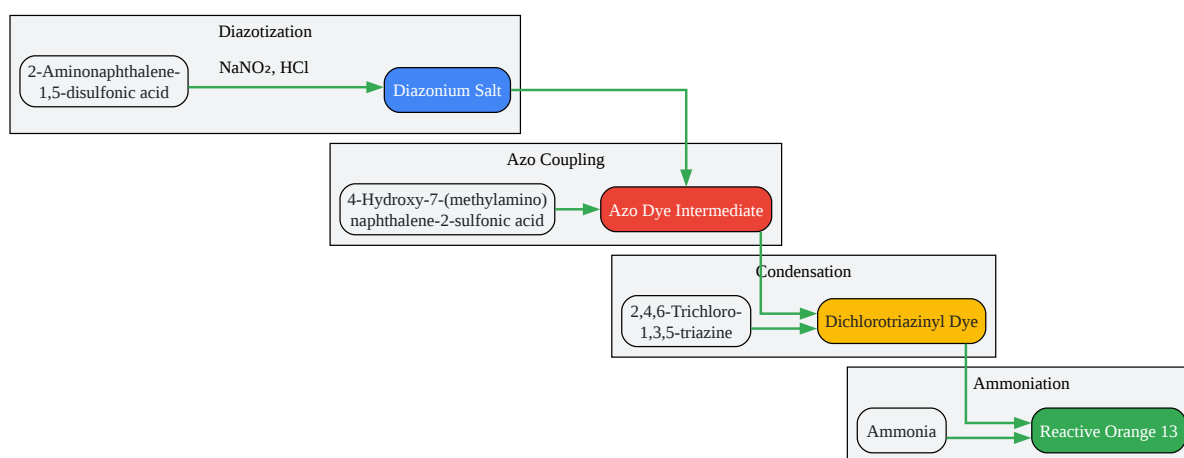 Diazotization
2-Aminonaphthalene-
1,5-disulfonic acid
NaNO₂, HCl
Diazonium Salt
Azo Coupling
4-Hydroxy-7-(methylamino)
naphthalene-2-sulfonic acid
Azo Dye Intermediate
Condensation
2,4,6-Trichloro-
1,3,5-triazine
Dichlorotriazinyl Dye
Ammoniation
Ammonia
Reactive Orange 13